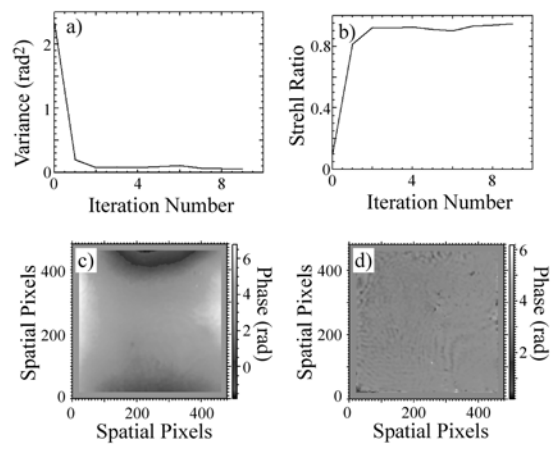 a)
Variance (rad²)
2
1
0
0 4 8
Iteration Number
b)
Strehl Ratio
0.8
0.4
0
0 4 8
Iteration Number
c)
Spatial Pixels
400
200
0
0 200 400
Spatial Pixels
6
4
2
0
Phase (rad)
d)
Spatial Pixels
400
200
0
0 200 400
Spatial Pixels
6
4
2
Phase (rad)